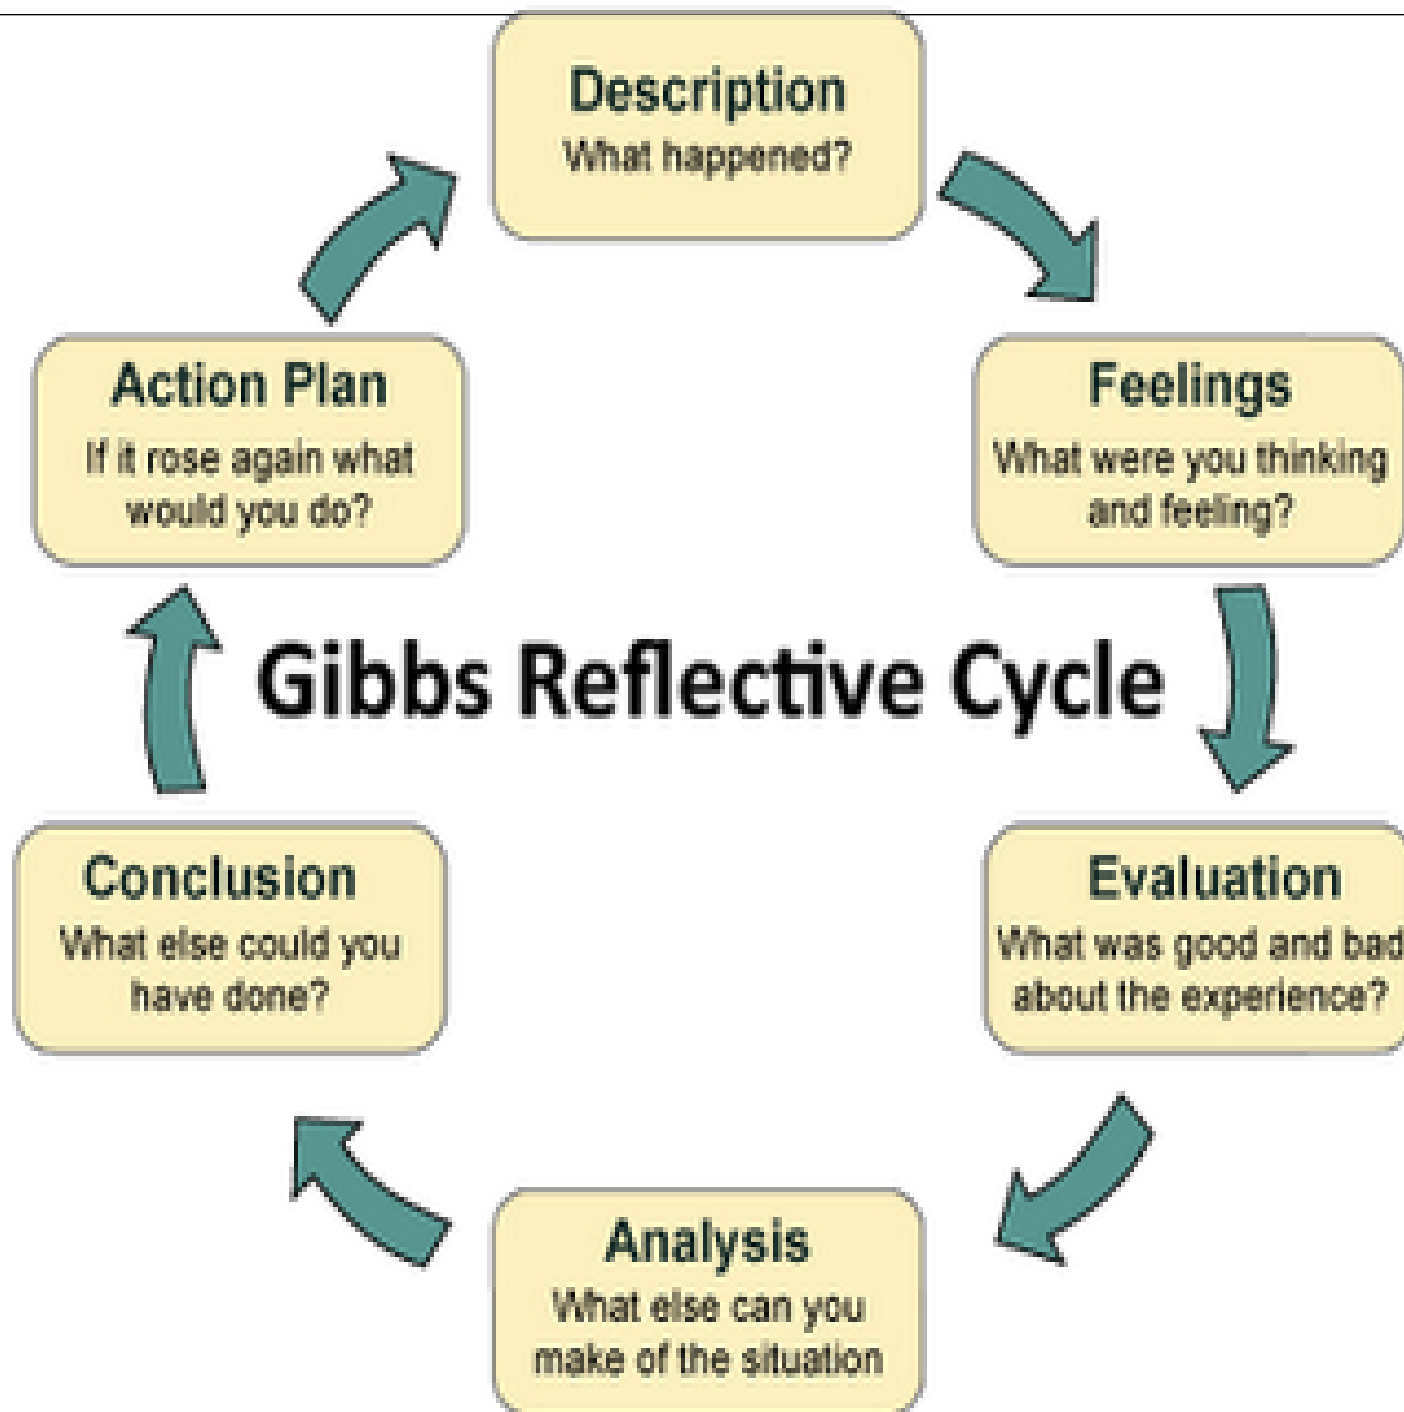 Description
What happened?
Feelings
What were you thinking
and feeling?
Evaluation
What was good and bad
about the experience?
Analysis
What else can you
make of the situation
Conclusion
What else could you
have done?
Action Plan
If it rose again what
would you do?
Gibbs Reflective Cycle